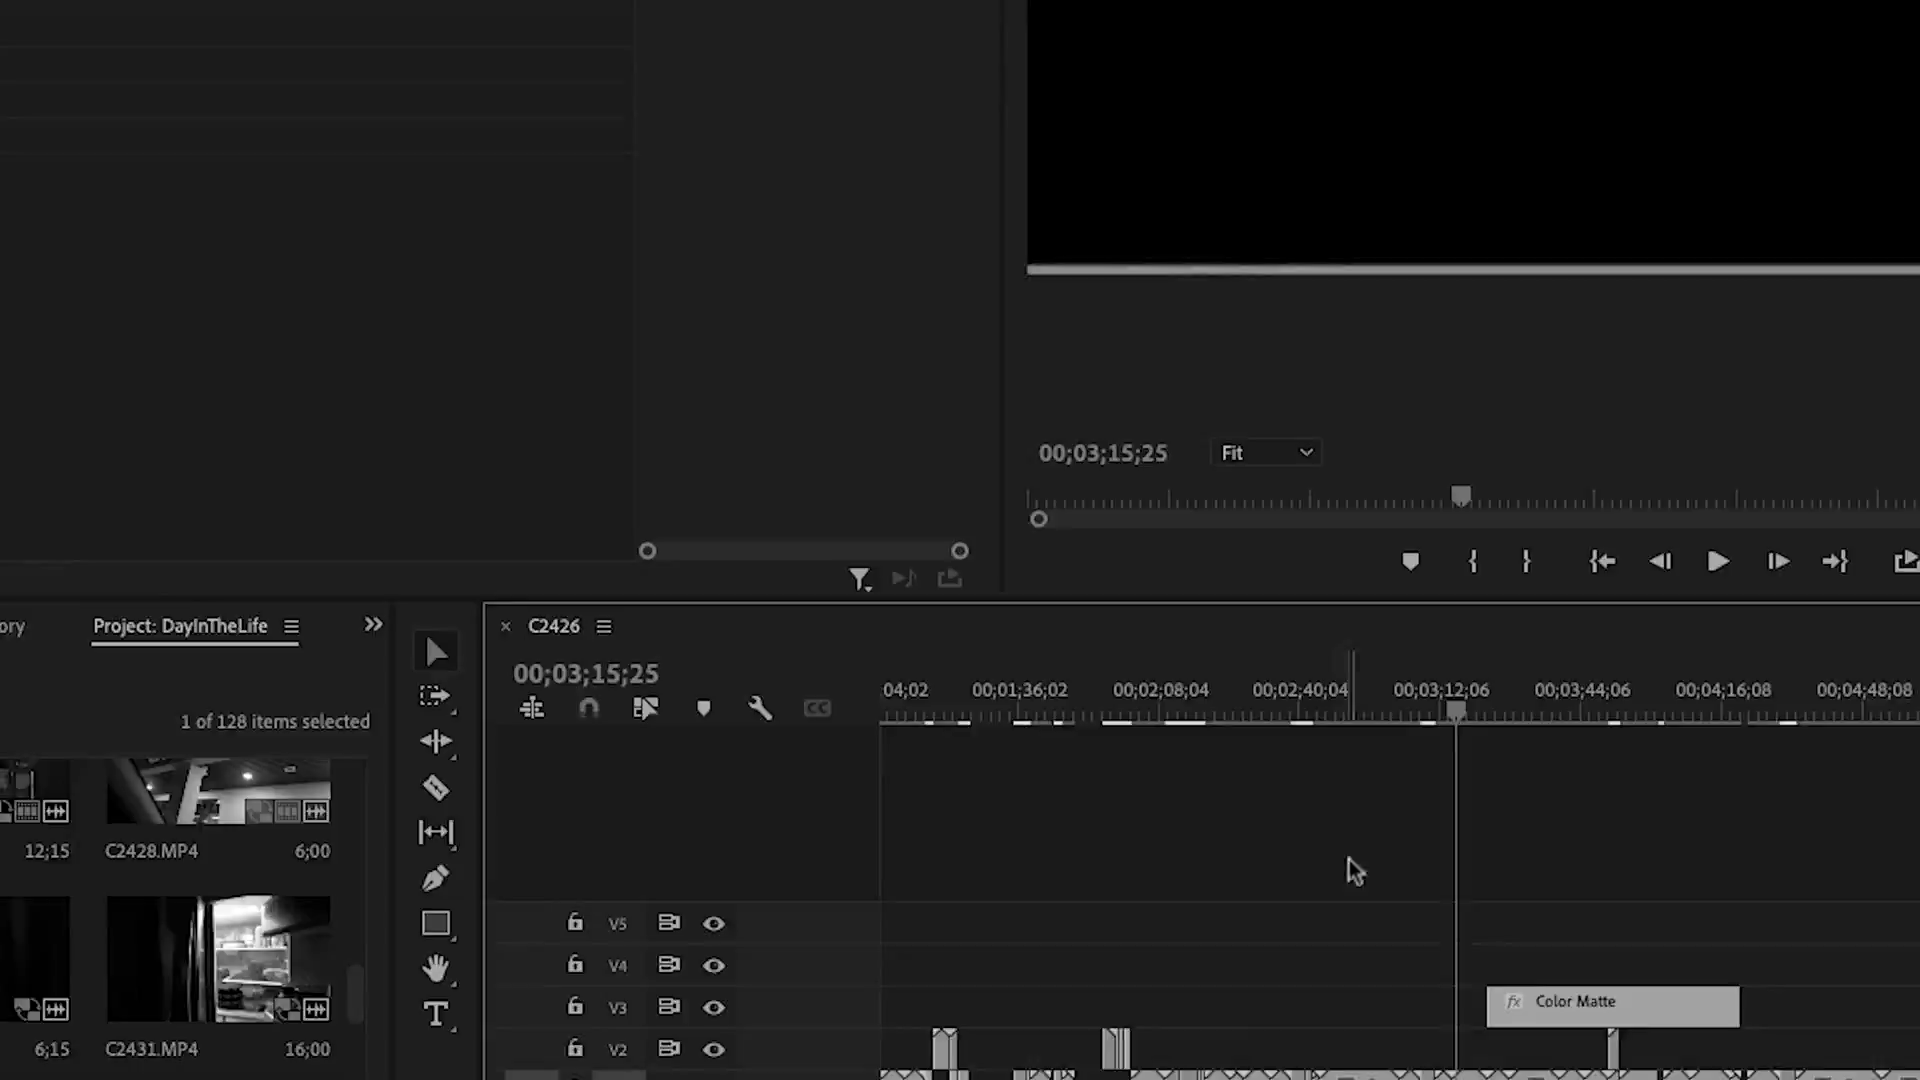 00;03;15;25
Fit
ory
Project: DayInTheLife
C2426
00;03;15;25
04;02
00;01;36;02
00;02;08;04
00;02;40;04
00;03;12;06
00;03;44;06
00;04;16;08
00;04;48;08
CC
1 of 128 items selected
12;15
C2428.MP4
6;00
V5
V4
V3
fx Color Matte
V2
6;15
C2431.MP4
16;00
T